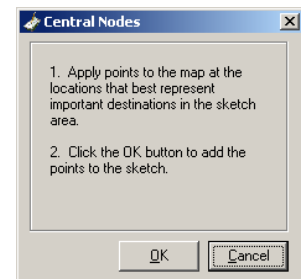 Central Nodes
1. Apply points to the map at the
locations that best represent
important destinations in the sketch
area.
2. Click the OK button to add the
points to the sketch.
OK
Cancel